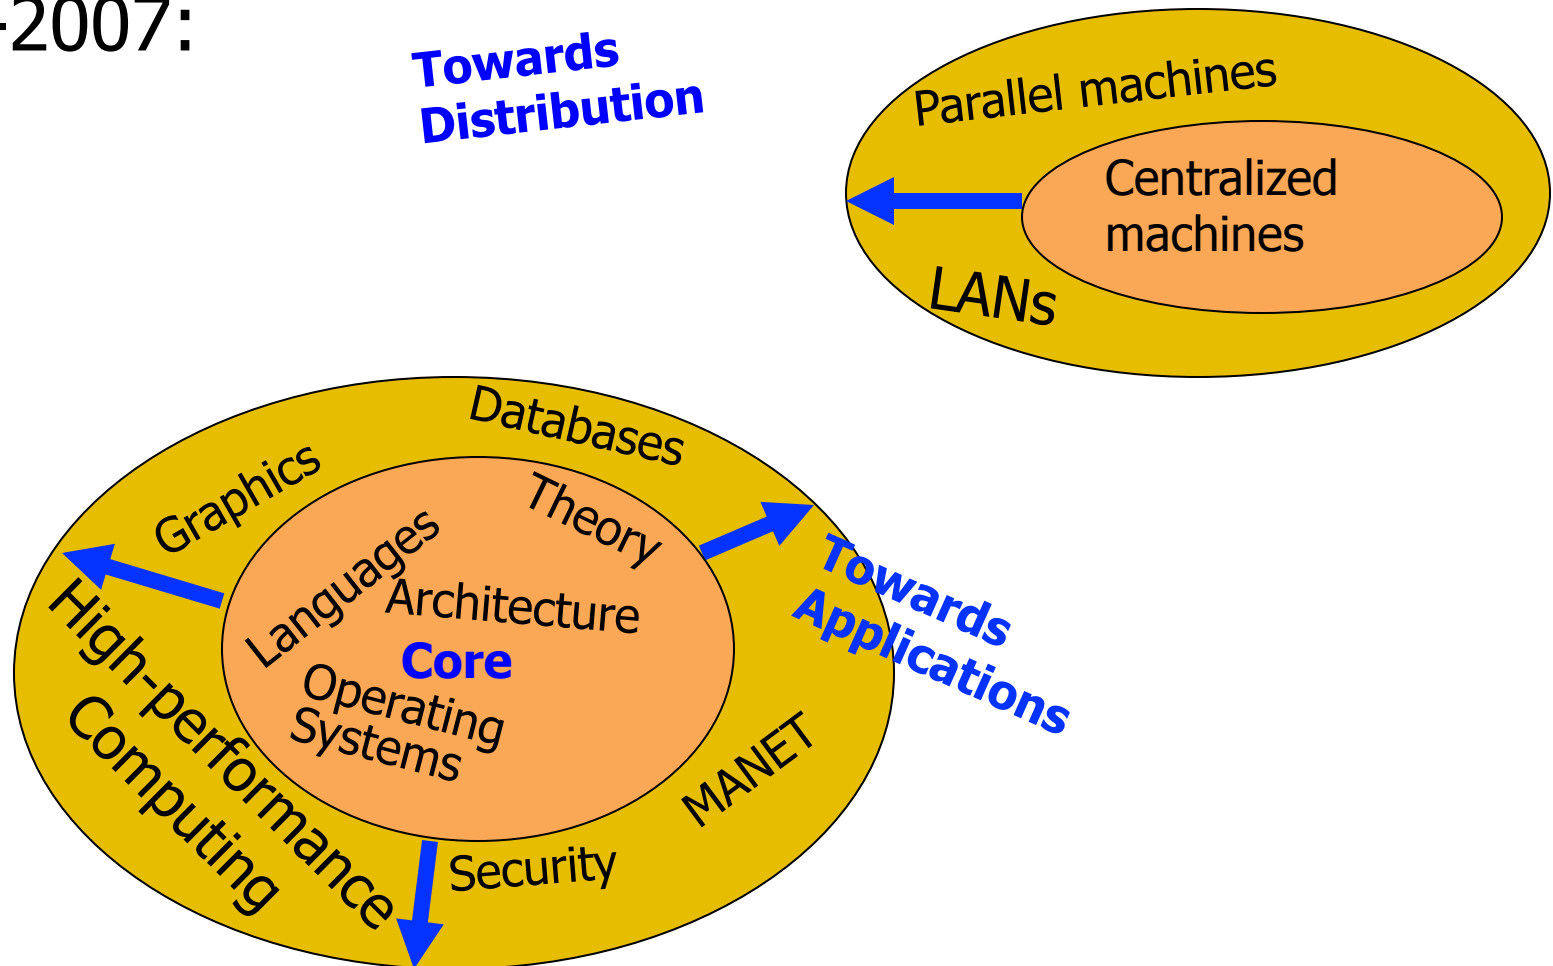 -2007:
Towards
Distribution
Parallel machines
Centralized
machines
LANs
Databases
Graphics
Theory
Languages
Architecture
Core
Operating
Systems
Towards
Applications
High-performance
Computing
MANET
Security